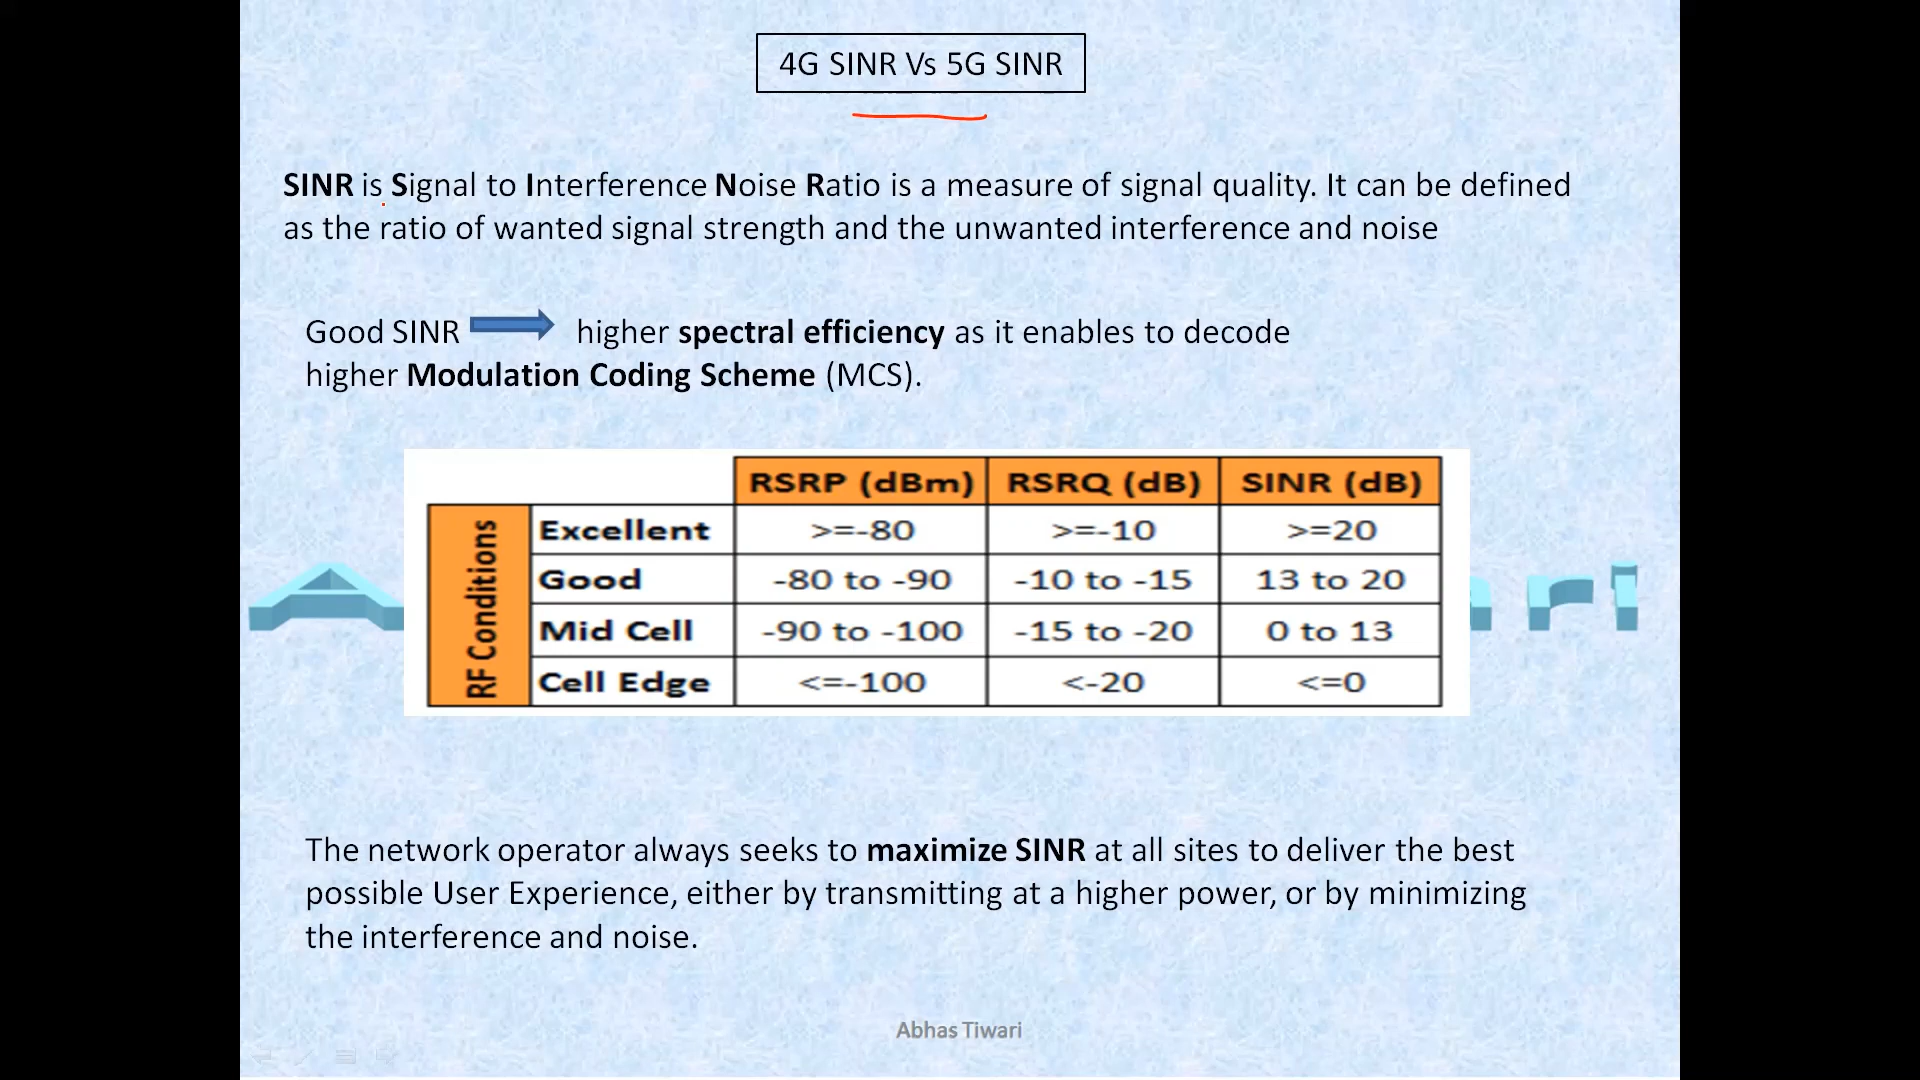 4G SINR Vs 5G SINR
SINR is Signal to Interference Noise Ratio is a measure of signal quality. It can be defined
as the ratio of wanted signal strength and the unwanted interference and noise
Good SINR higher spectral efficiency as it enables to decode
higher Modulation Coding Scheme (MCS).
RSRP (dBm) RSRQ (dB) SINR (dB)
RF Conditions
Excellent >=-80 >=-10 >=20
Good -80 to -90 -10 to -15 13 to 20
Mid Cell -90 to -100 -15 to -20 0 to 13
Cell Edge <=-100 <-20 <=0
The network operator always seeks to maximize SINR at all sites to deliver the best
possible User Experience, either by transmitting at a higher power, or by minimizing
the interference and noise.
Abhas Tiwari